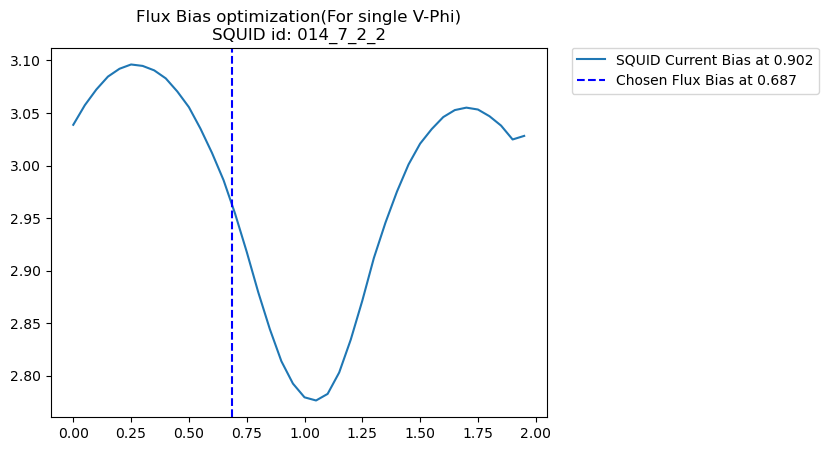 Flux Bias optimization(For single V-Phi)
SQUID id: 014_7_2_2
SQUID Current Bias at 0.902
Chosen Flux Bias at 0.687
3.10
3.05
3.00
2.95
2.90
2.85
2.80
0.00 0.25 0.50 0.75 1.00 1.25 1.50 1.75 2.00